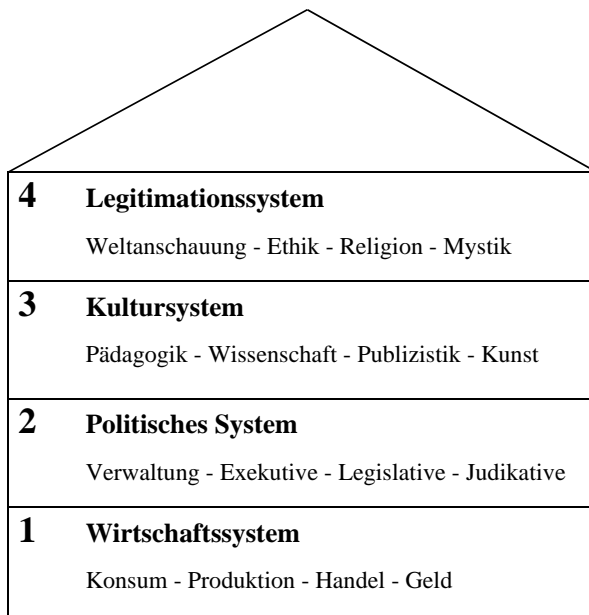 4 Legitimationssystem
Weltanschauung - Ethik - Religion - Mystik
3 Kultursystem
Pädagogik - Wissenschaft - Publizistik - Kunst
2 Politisches System
Verwaltung - Exekutive - Legislative - Judikative
1 Wirtschaftssystem
Konsum - Produktion - Handel - Geld